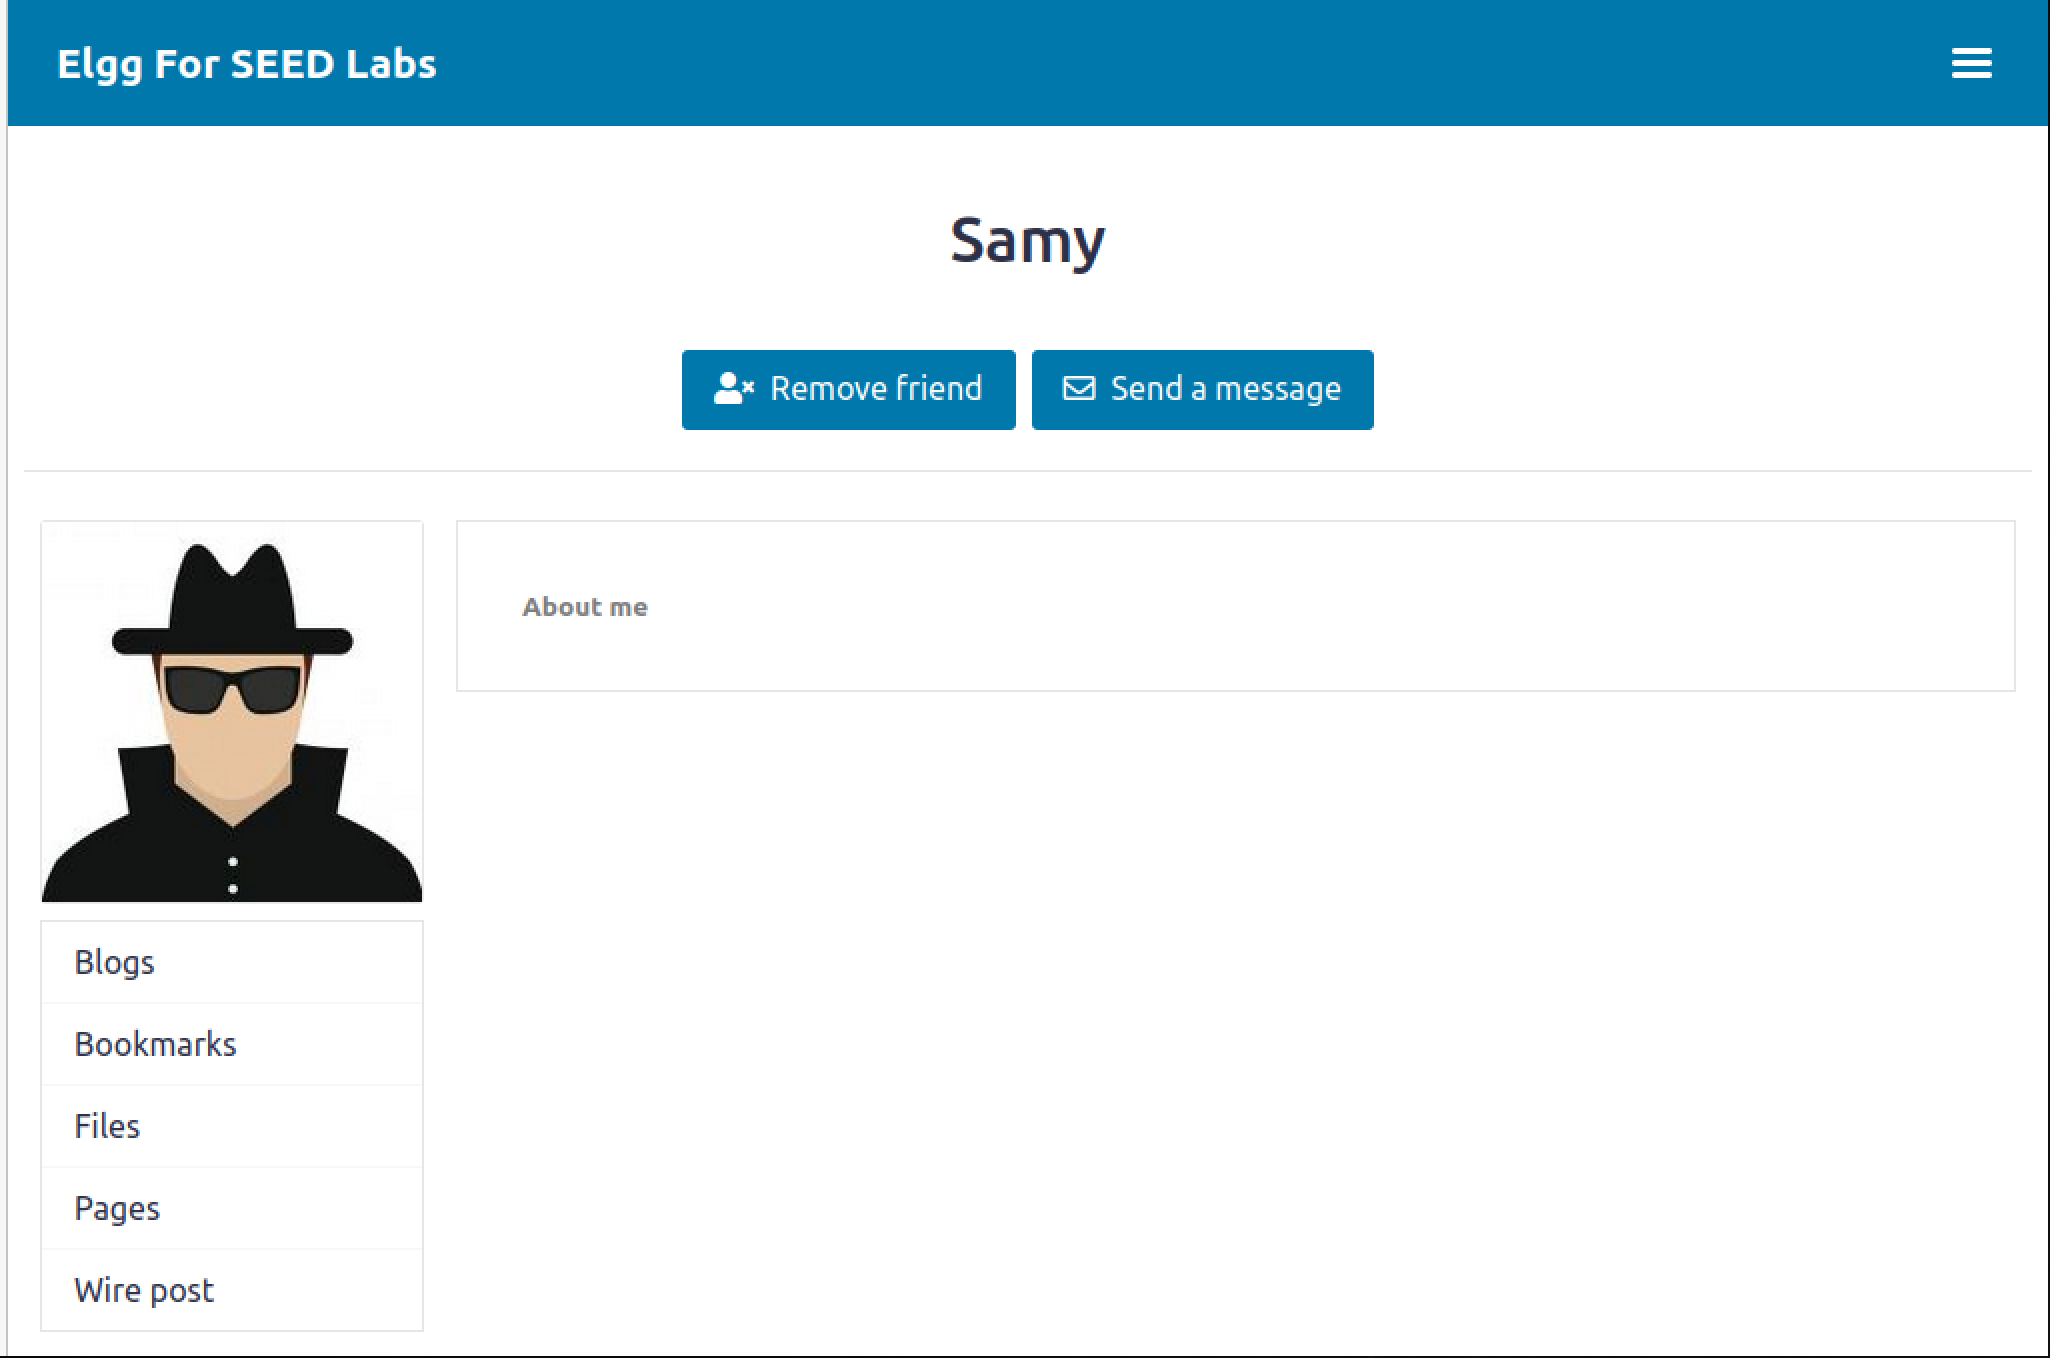 Elgg For SEED Labs
Samy
Remove friend
Send a message
About me
Blogs
Bookmarks
Files
Pages
Wire post